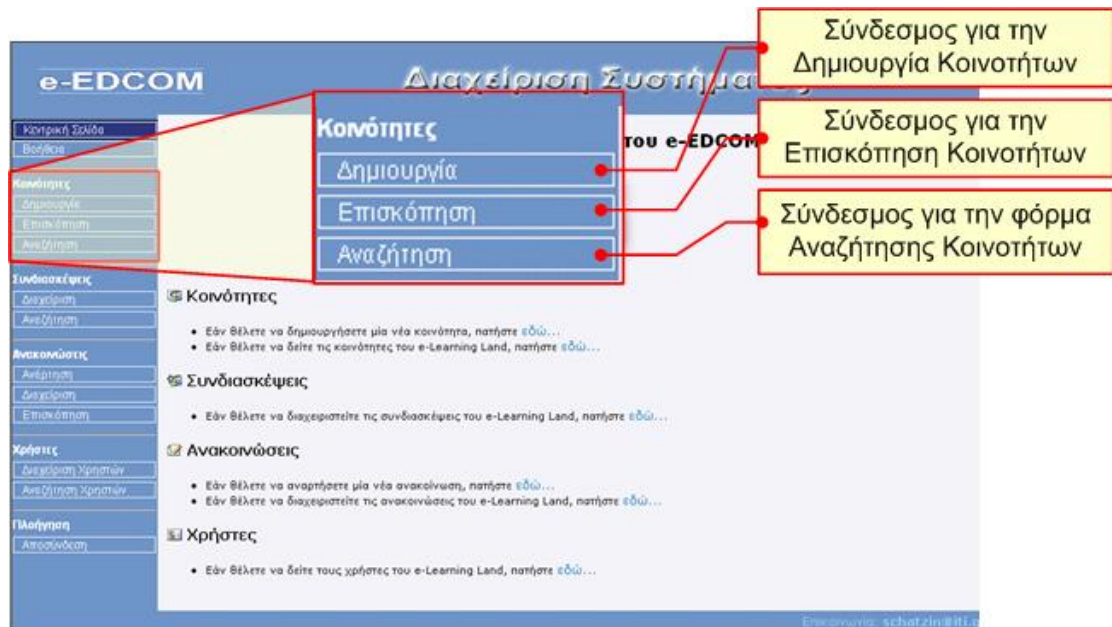 Σύνδεσμος για την
Δημιουργία Κοινοτήτων
e-EDCOM
Διαχείριση
Σύνδεσμος για την
Επισκόπηση Κοινοτήτων
Κεντρική Σελίδα
Βοήθεια
Κοινότητες
του e-EDCOM
Δημιουργία
Επισκόπηση
Αναζήτηση
Σύνδεσμος για την φόρμα
Αναζήτησης Κοινοτήτων
Κοινότητες
Δημιουργία
Επισκόπηση
Αναζήτηση
Συνδιασκέψεις
Διαχείριση
Αναζήτηση
Ανακοινώσεις
Ανάρτηση
Διαχείριση
Επισκόπηση
Χρήστες
Διαχείριση Χρηστών
Αναζήτηση Χρηστών
Πλοήγηση
Αποσύνδεση
Κοινότητες
• Εάν θέλετε να δημιουργήσετε μία νέα κοινότητα, πατήστε εδώ...
• Εάν θέλετε να δείτε τις κοινότητες του e-Learning Land, πατήστε εδώ...
Συνδιασκέψεις
• Εάν θέλετε να διαχειριστείτε τις συνδιασκέψεις του e-Learning Land, πατήστε εδώ...
Ανακοινώσεις
• Εάν θέλετε να αναρτήσετε μία νέα ανακοίνωση, πατήστε εδώ...
• Εάν θέλετε να διαχειριστείτε τις ανακοινώσεις του e-Learning Land, πατήστε εδώ...
Χρήστες
• Εάν θέλετε να δείτε τους χρήστες του e-Learning Land, πατήστε εδώ...
Επικοινωνία: